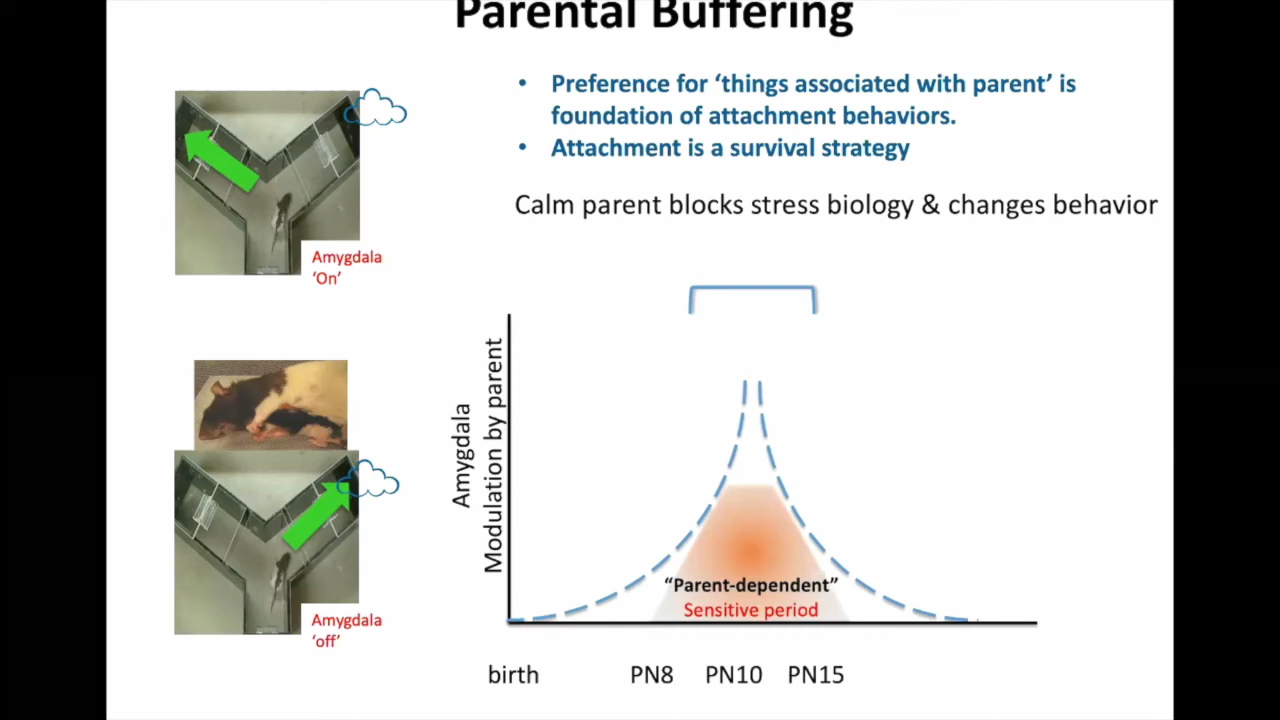 Parental Buffering
• Preference for ‘things associated with parent’ is
foundation of attachment behaviors.
• Attachment is a survival strategy
Calm parent blocks stress biology & changes behavior
Amygdala
‘On’
Amygdala
‘off’
Amygdala
Modulation by parent
“Parent-dependent”
Sensitive period
birth PN8 PN10 PN15